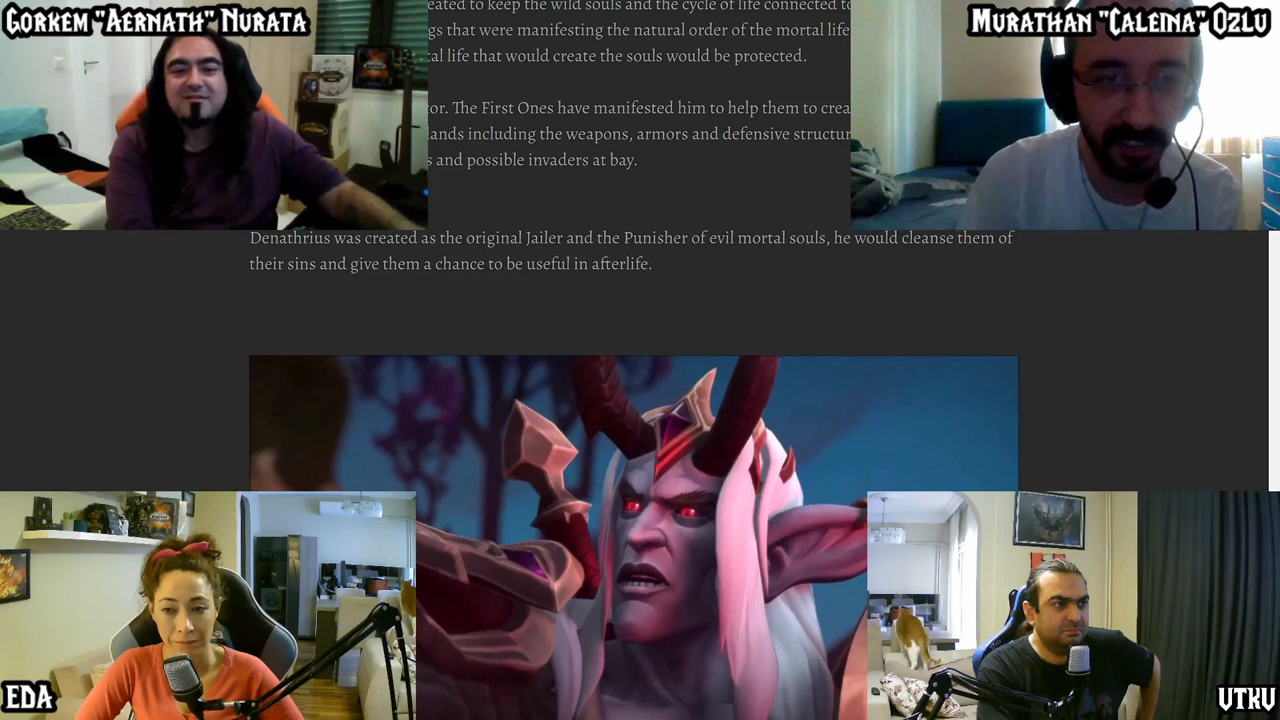 GORKEM "AERNATH" NURATA
MURATHAN "CALEINA" OZLU
eated to keep the wild souls and the cycle of life connected to
gs that were manifesting the natural order of the mortal life
cal life that would create the souls would be protected.
tor. The First Ones have manifested him to help them to crea
lands including the weapons, armors and defensive structur
s and possible invaders at bay.
Denathrius was created as the original Jailer and the Punisher of evil mortal souls, he would cleanse them of
their sins and give them a chance to be useful in afterlife.
EDA
UTKU